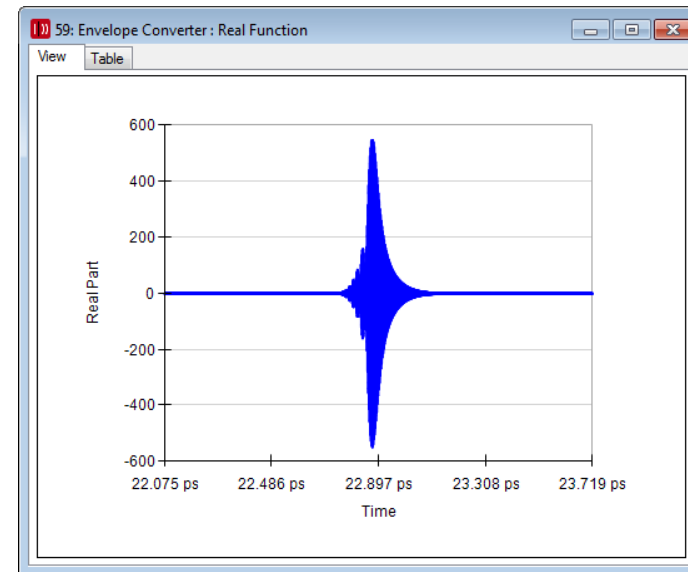 59: Envelope Converter : Real Function
View Table
600
400
200
0
-200
-400
-600
Real Part
22.075 ps 22.486 ps 22.897 ps 23.308 ps 23.719 ps
Time